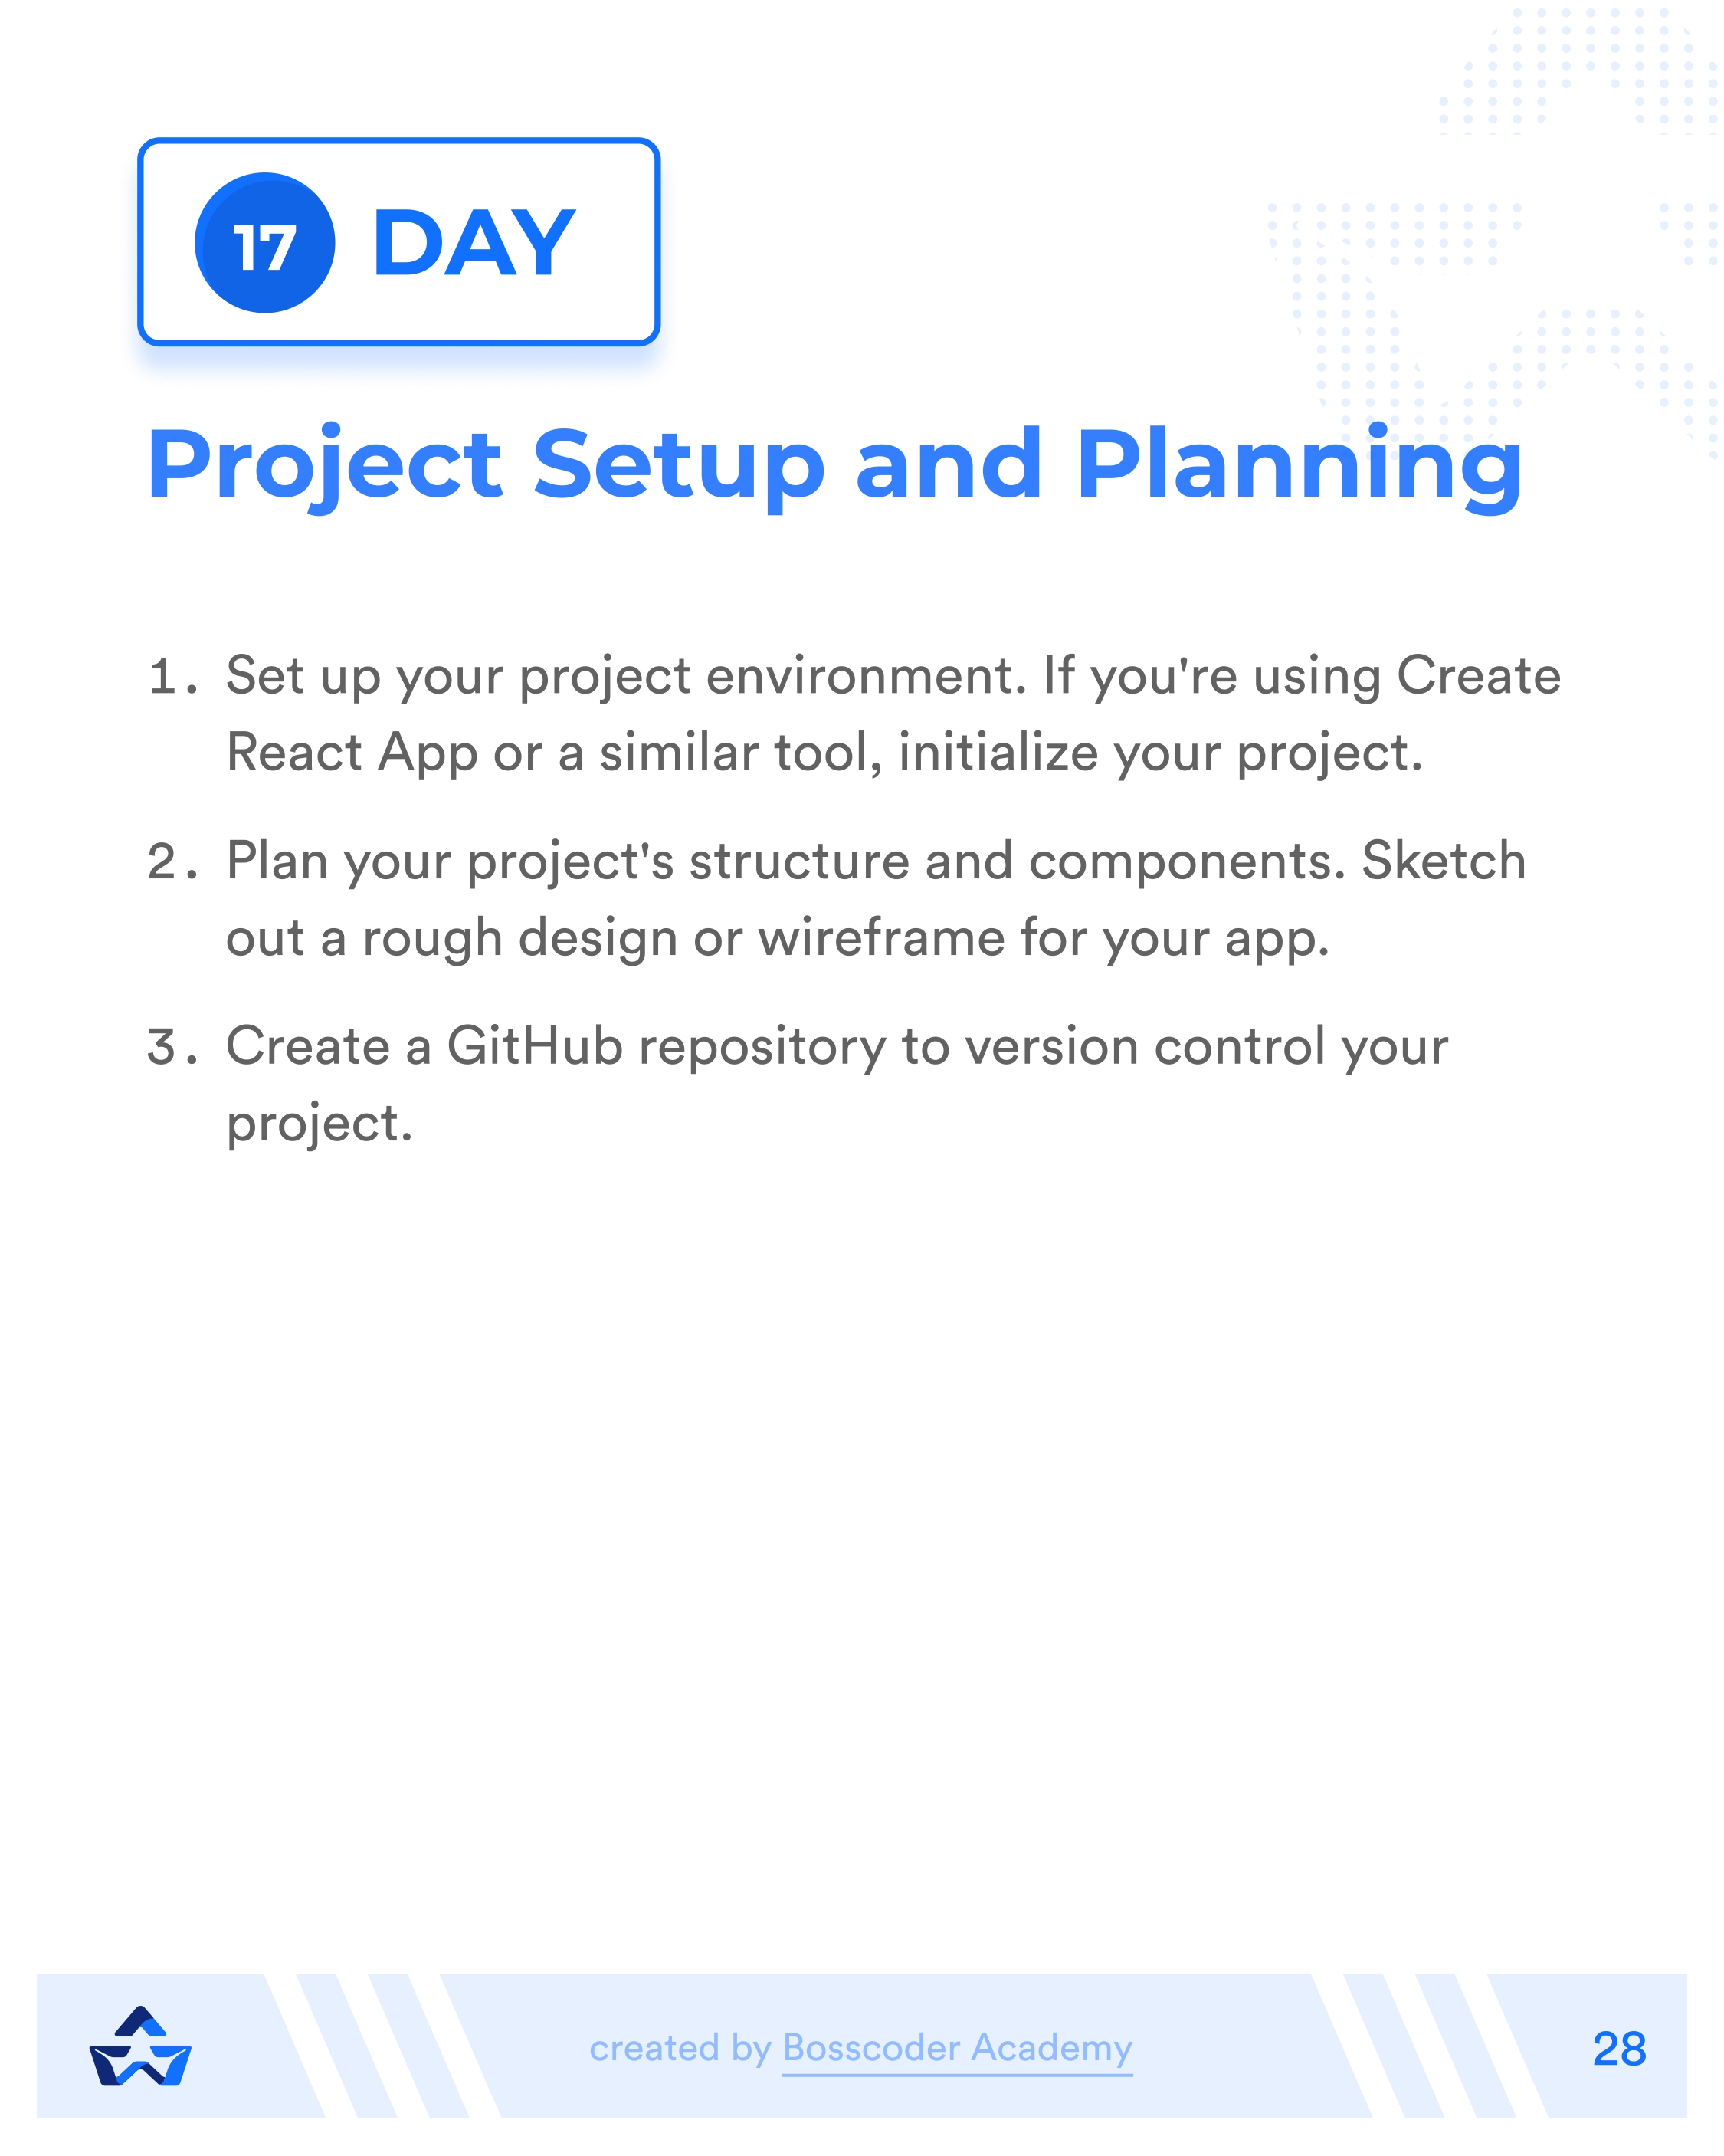 17 DAY
Project Setup and Planning
1. Set up your project environment. If you're using Create
React App or a similar tool, initialize your project.
2. Plan your project's structure and components. Sketch
out a rough design or wireframe for your app.
3. Create a GitHub repository to version control your
project.
created by Bosscoder Academy
28